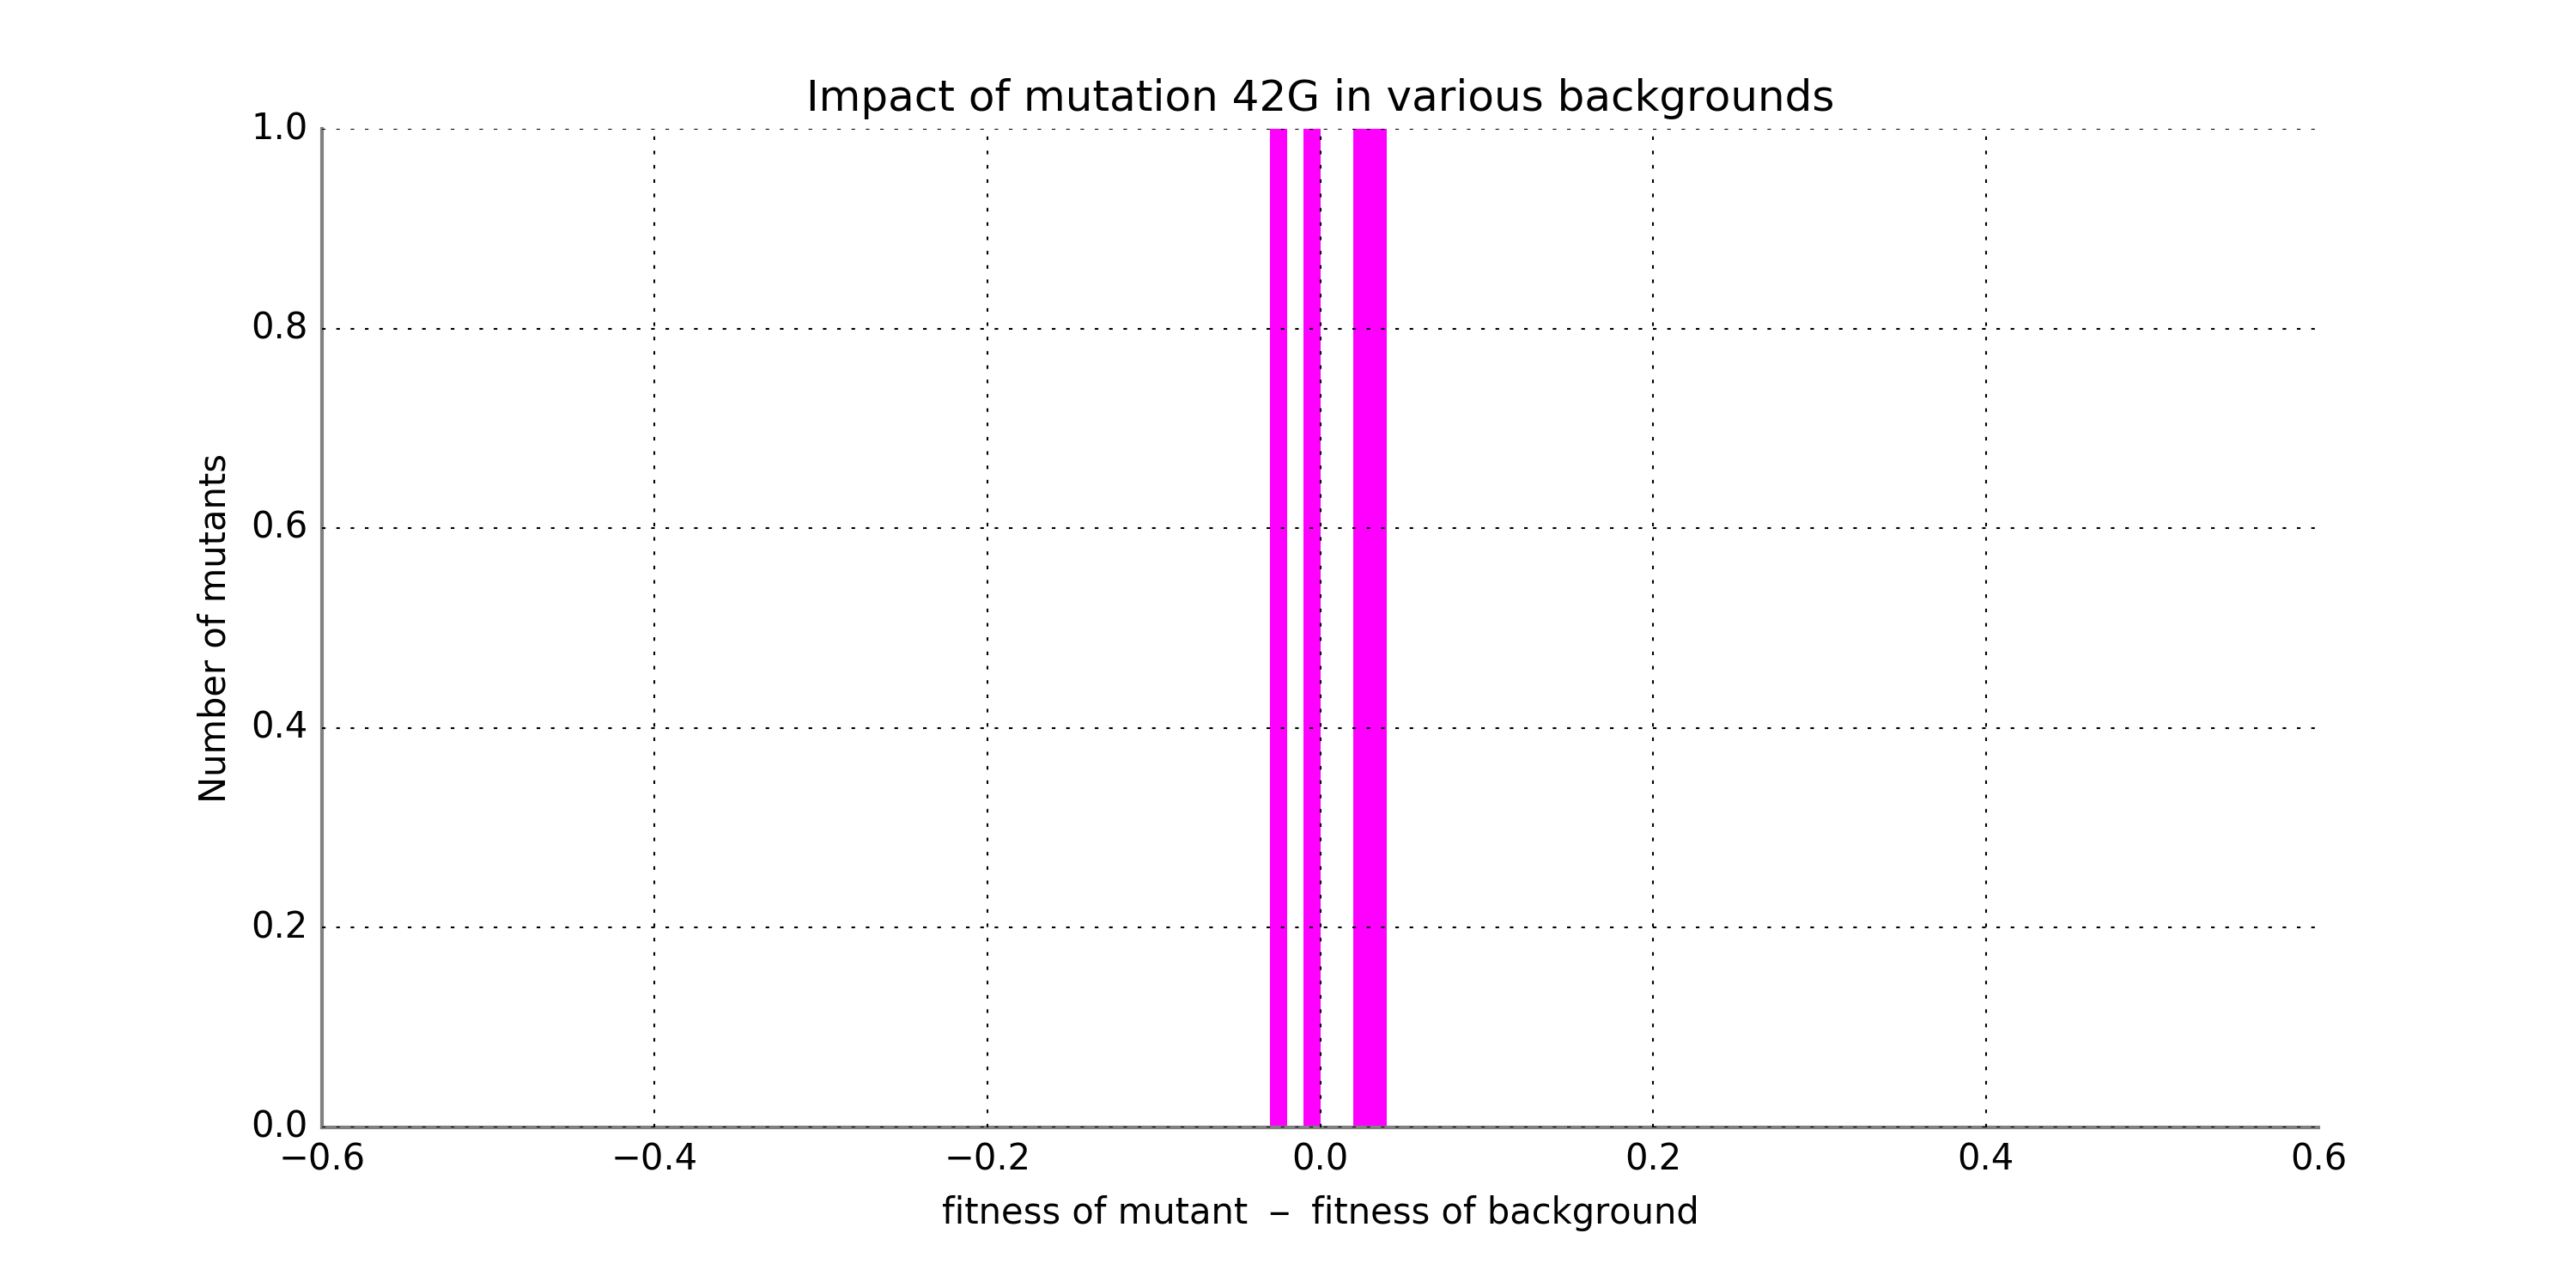 Impact of mutation 42G in various backgrounds
1.0
0.8
0.6
0.4
0.2
0.0
Number of mutants
−0.6 −0.4 −0.2 0.0 0.2 0.4 0.6
fitness of mutant − fitness of background